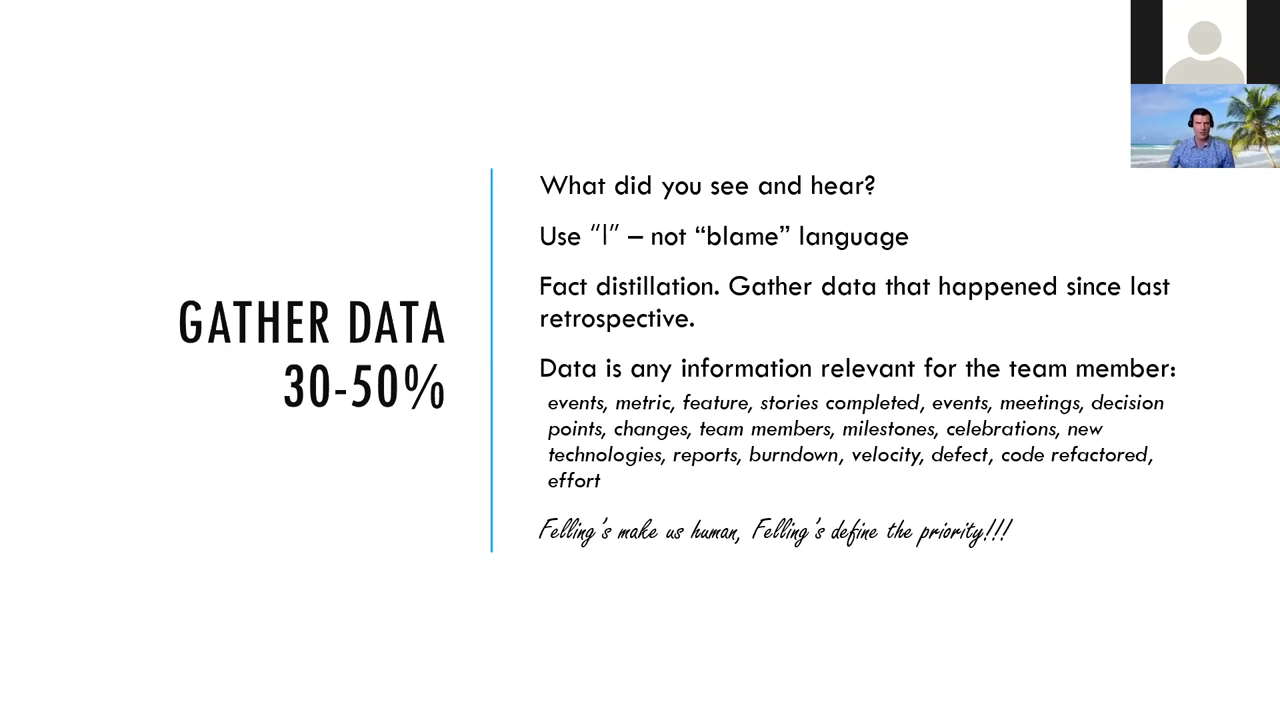 GATHER DATA
30-50%
What did you see and hear?
Use “I” – not “blame” language
Fact distillation. Gather data that happened since last
retrospective.
Data is any information relevant for the team member:
events, metric, feature, stories completed, events, meetings, decision
points, changes, team members, milestones, celebrations, new
technologies, reports, burndown, velocity, defect, code refactored,
effort
Felling’s make us human, Felling’s define the priority!!!